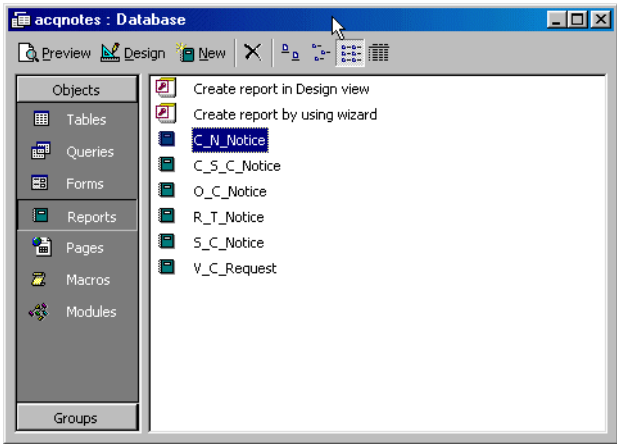 acqnotes : Database
Preview Design New
Objects
Tables
Queries
Forms
Reports
Pages
Macros
Modules
Groups
Create report in Design view
Create report by using wizard
C_N_Notice
C_S_C_Notice
O_C_Notice
R_T_Notice
S_C_Notice
V_C_Request